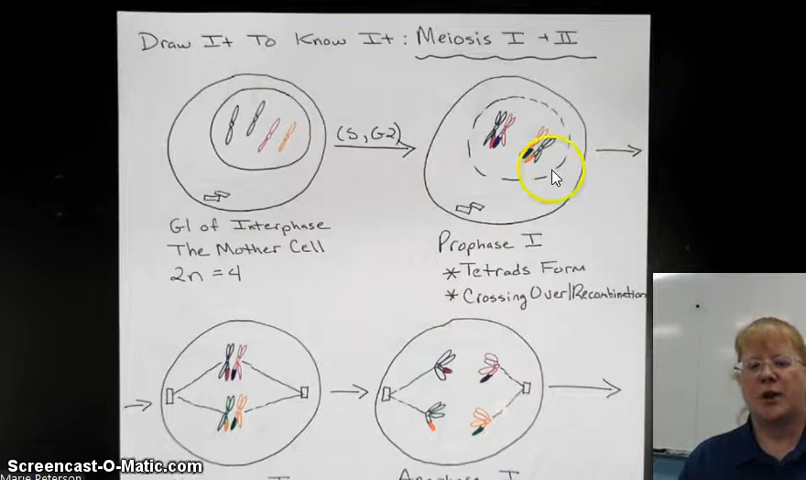 Draw It To Know It: Meiosis I + II
(S, G2)
G1 of Interphase
The Mother Cell
2n = 4
Prophase I
* Tetrads Form
* Crossing Over/Recombination
I
Anaphase I
Screencast-O-Matic.com
Marie Peterson